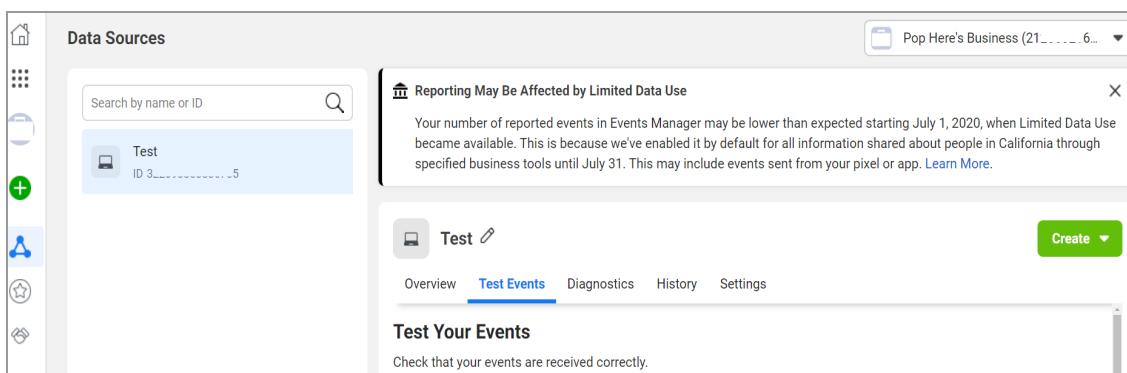 Data Sources
Pop Here's Business
Search by name or ID
Test
ID
Reporting May Be Affected by Limited Data Use
Your number of reported events in Events Manager may be lower than expected starting July 1, 2020, when Limited Data Use
became available. This is because we've enabled it by default for all information shared about people in California through
specified business tools until July 31. This may include events sent from your pixel or app. Learn More.
Test
Create
Overview Test Events Diagnostics History Settings
Test Your Events
Check that your events are received correctly.